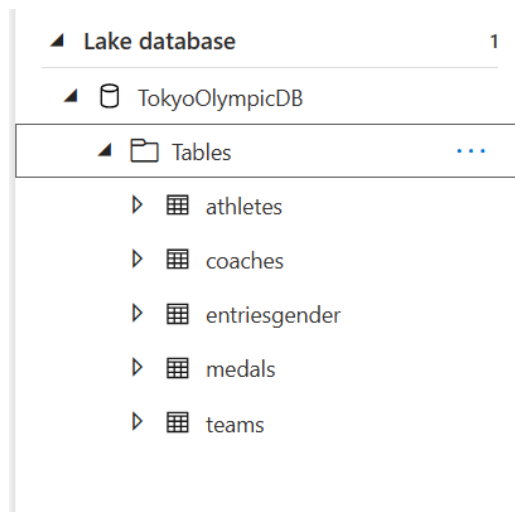 Lake database 1
TokyoOlympicDB
Tables ...
athletes
coaches
entriesgender
medals
teams